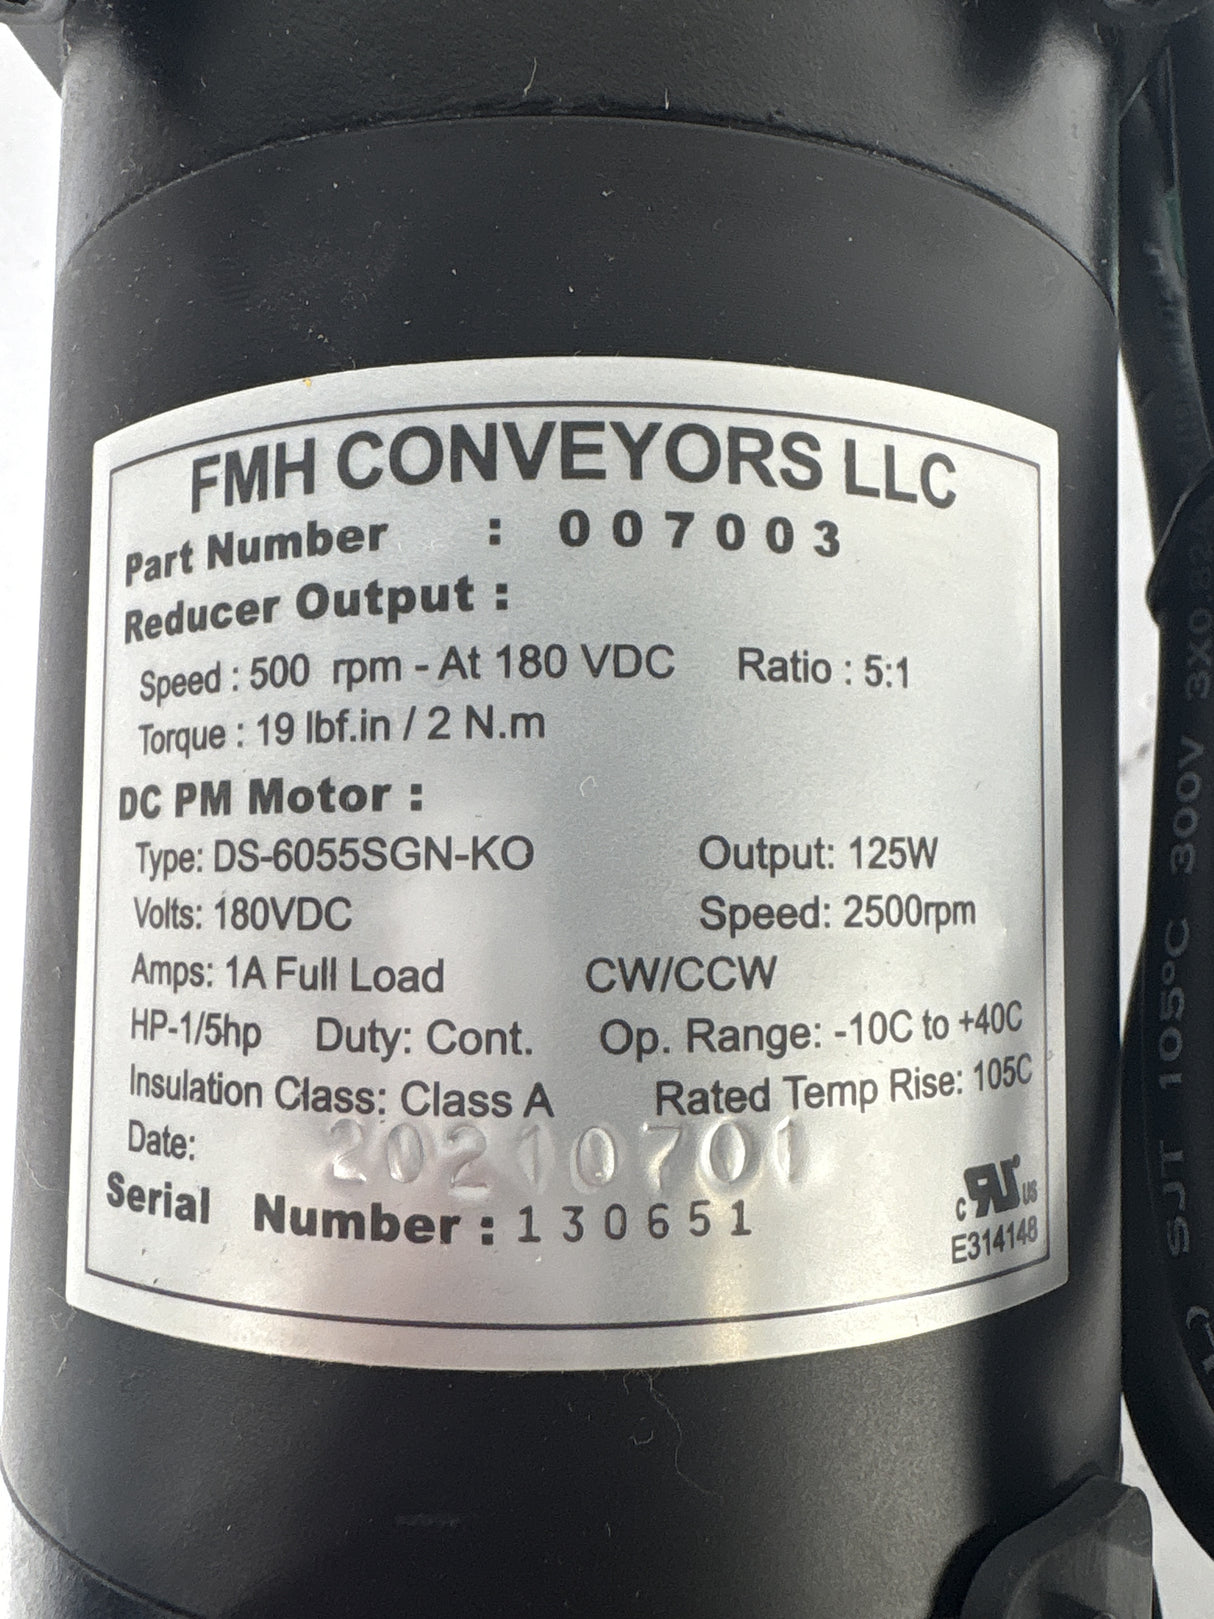 FMH CONVEYORS LLC
Part Number : 007003
Reducer Output :
Speed : 500 rpm - At 180 VDC Ratio : 5:1
Torque : 19 lbf.in / 2 N.m
DC PM Motor :
Type: DS-6055SGN-KO Output: 125W
Volts: 180VDC Speed: 2500rpm
Amps: 1A Full Load CW/CCW
HP-1/5hp Duty: Cont. Op. Range: -10C to +40C
Insulation Class: Class A Rated Temp Rise: 105C
Date: 20210701
Serial Number : 130651
c RU US
E314148
SJT 105°C 300V